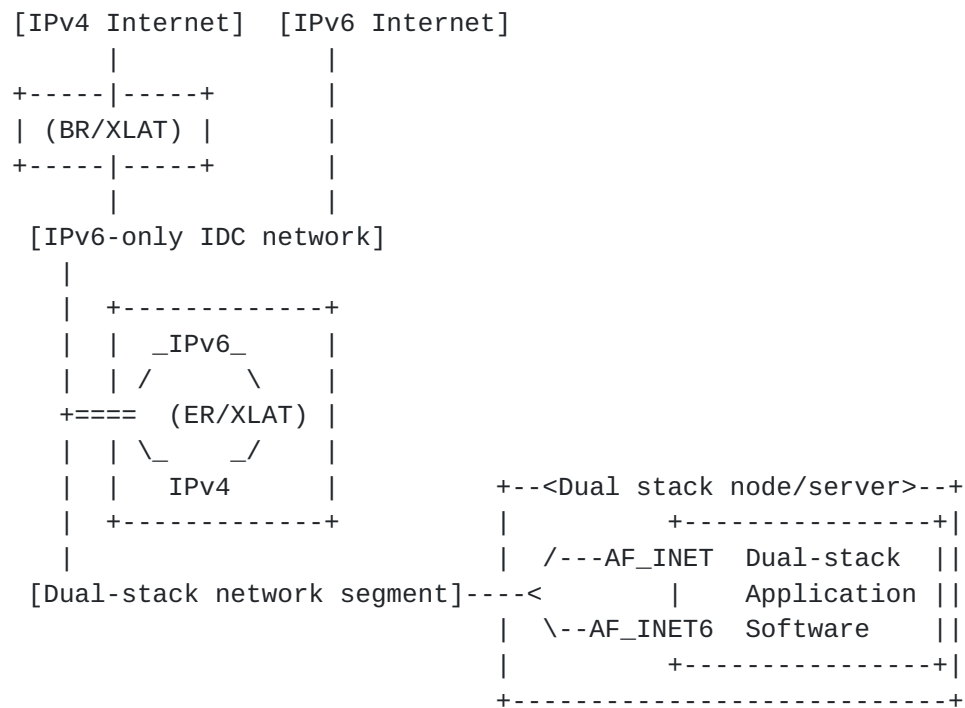 [IPv4 Internet]  [IPv6 Internet]
(BR/XLAT)
[IPv6-only IDC network]
_IPv6_
(ER/XLAT)
IPv4
<Dual stack node/server>
AF_INET  Dual-stack
[Dual-stack network segment]  Application
AF_INET6  Software